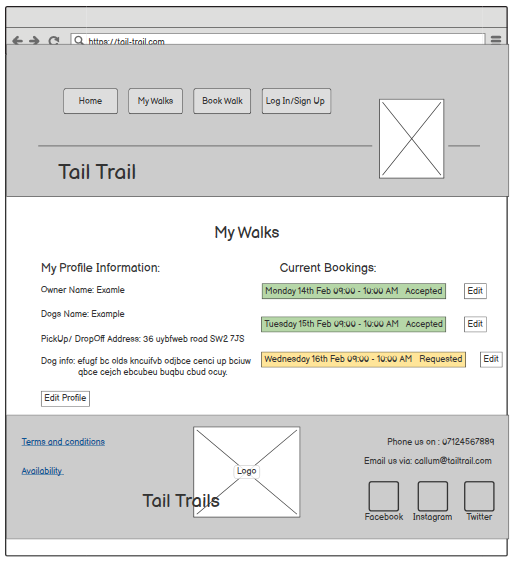 https://tail-trail.com
Home
My Walks
Book Walk
Log In/Sign Up
Tail Trail
My Walks
My Profile Information:
Owner Name: Examle
Dogs Name: Example
PickUp/ DropOff Address: 36 uybfweb road SW2 7JS
Dog info: efugf bc olds kncuifvb odjbce cenci up bciuw
qbce cejch ebcubeu buqbu cbud ocuy.
Edit Profile
Current Bookings:
Monday 14th Feb 09:00 - 10:00 AM Accepted
Edit
Tuesday 15th Feb 09:00 - 10:00 AM Accepted
Edit
Wednesday 16th Feb 09:00 - 10:00 AM Requested
Edit
Terms and conditions
Availability
Logo
Tail Trails
Phone us on : 07124567889
Email us via: callum@tailtrail.com
Facebook
Instagram
Twitter